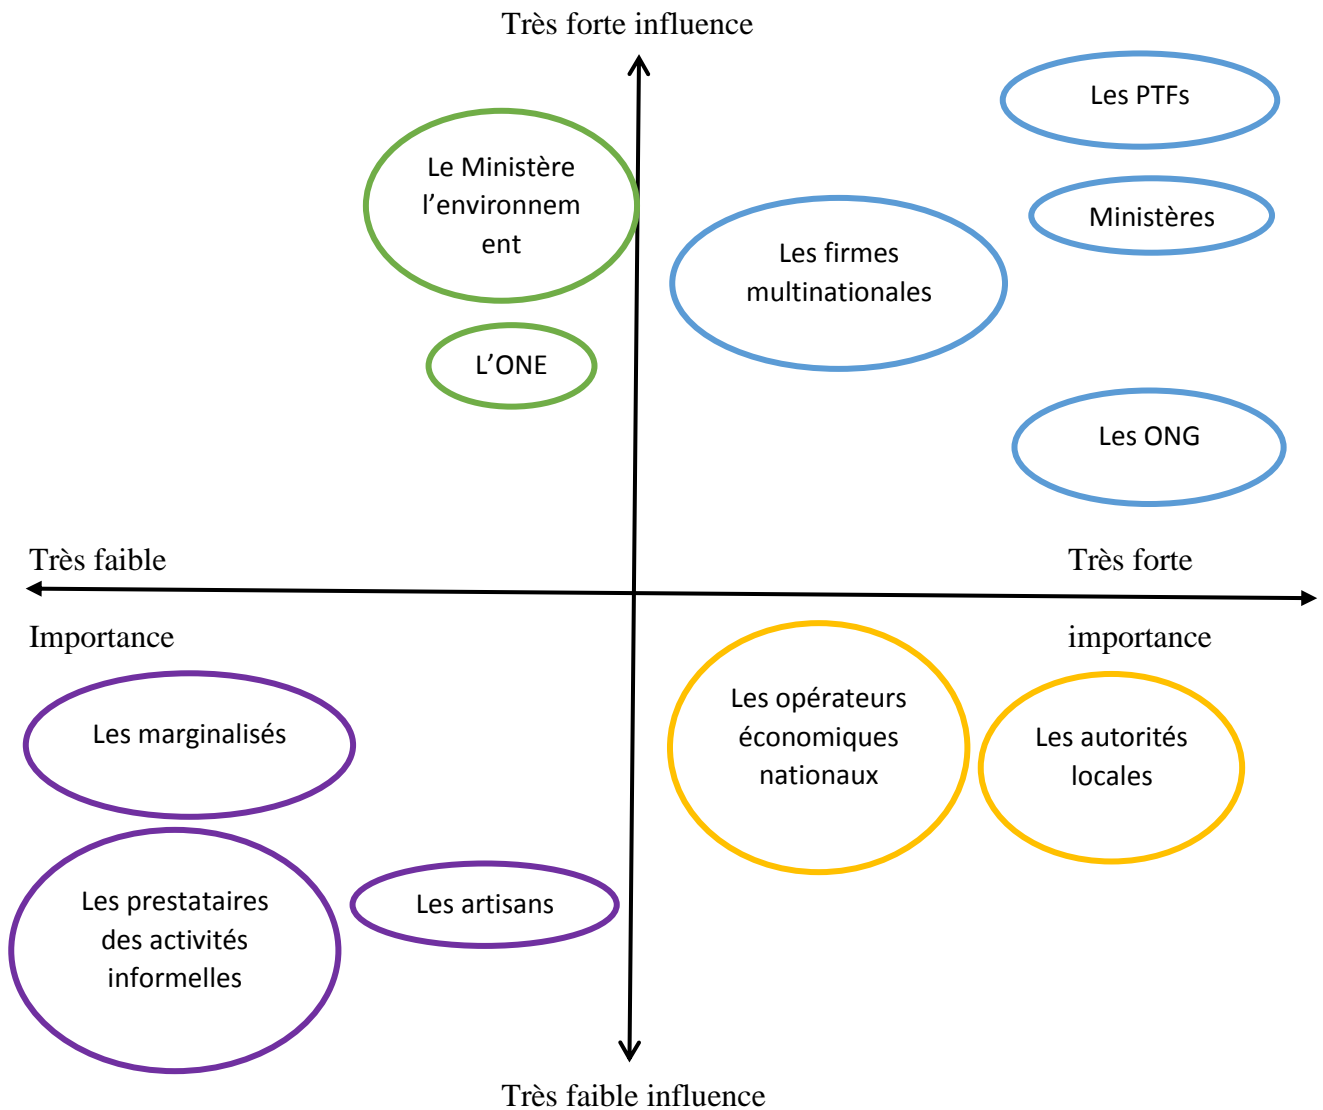 Très forte influence
Les PTFs
Le Ministère
l’environnem
ent
Ministères
Les firmes
multinationales
L’ONE
Les ONG
Très faible
Très forte
Importance
importance
Les marginalisés
Les opérateurs
économiques
nationaux
Les autorités
locales
Les prestataires
des activités
informelles
Les artisans
Très faible influence